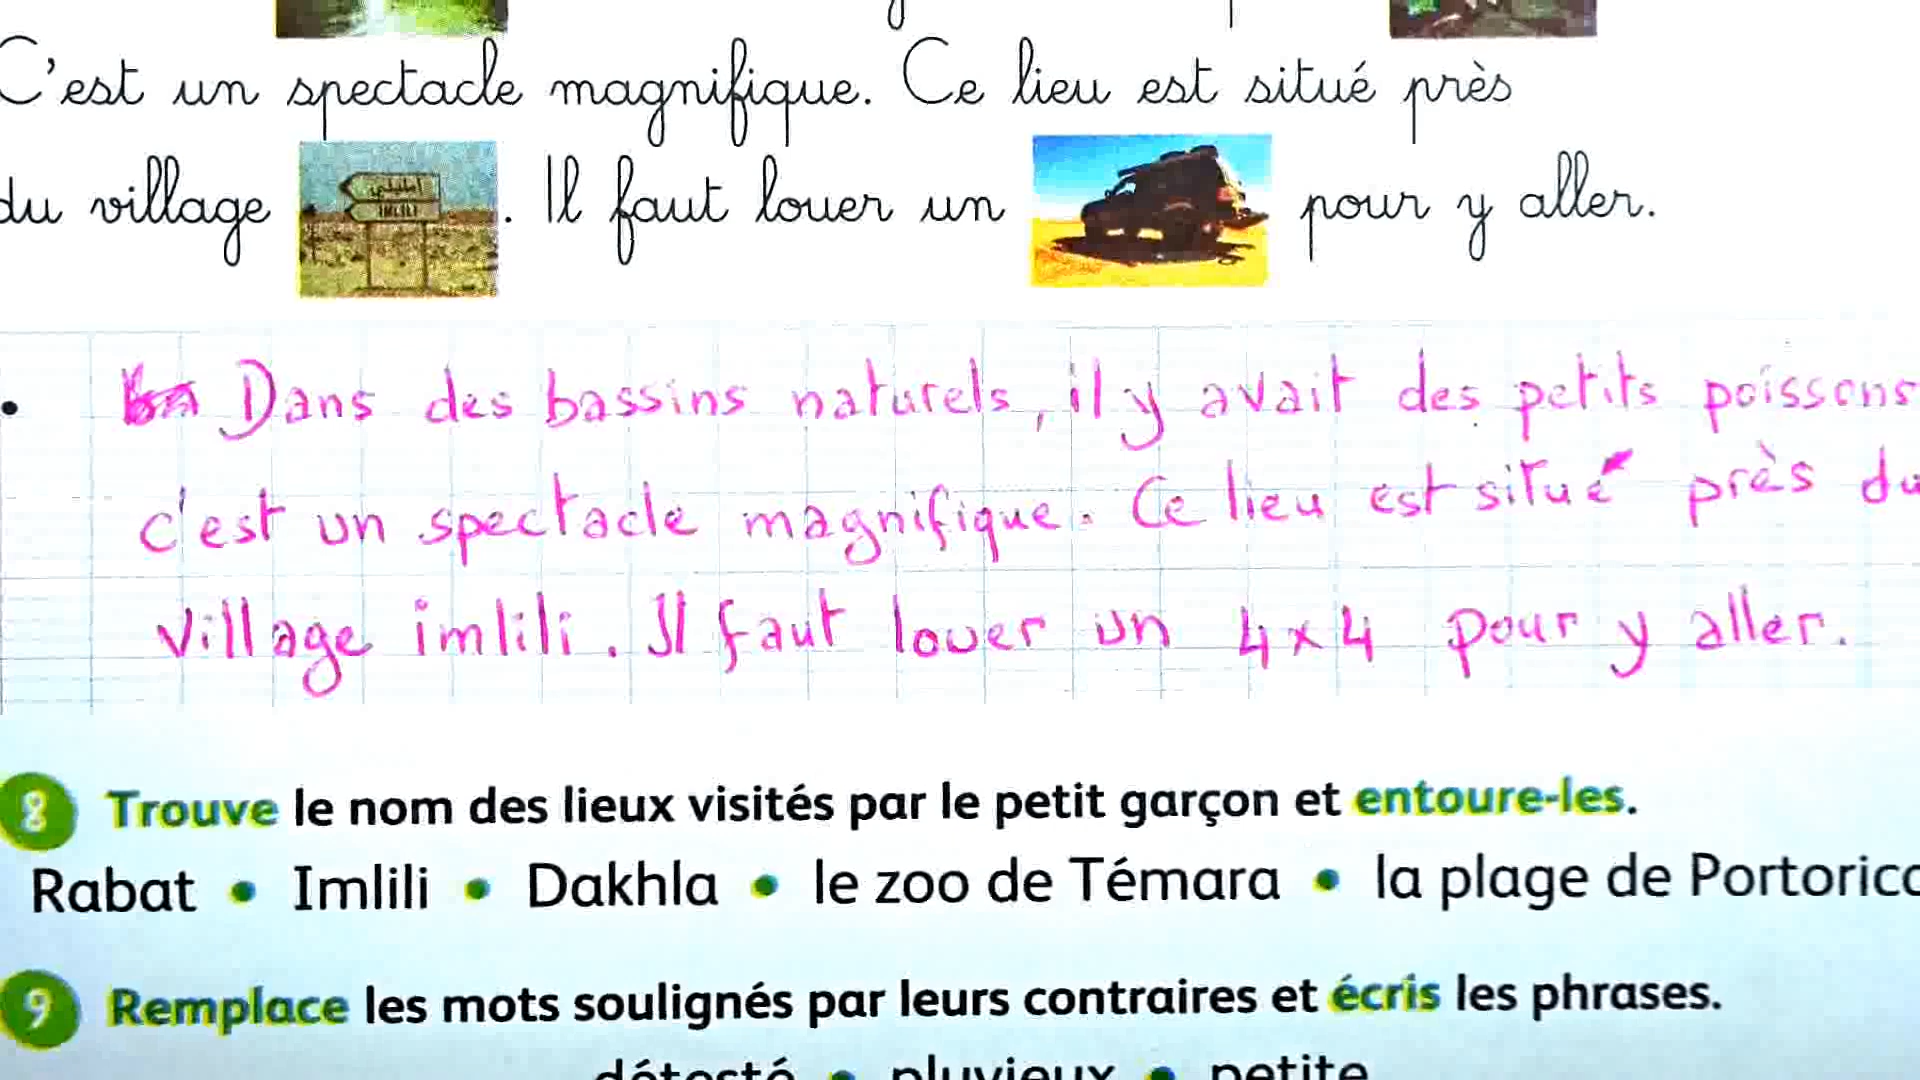 C'est un spectacle magnifique. Ce lieu est situé près
du village إمليلي IMLILI . Il faut louer un pour y aller.
Dans des bassins naturels, il y avait des petits poissons
c'est un spectacle magnifique. Ce lieu est situé près du
village imlili. Il faut louer un 4x4 pour y aller.
8 Trouve le nom des lieux visités par le petit garçon et entoure-les.
Rabat • Imlili • Dakhla • le zoo de Témara • la plage de Portorico
9 Remplace les mots soulignés par leurs contraires et écris les phrases.
détesté • pluvieux • petite